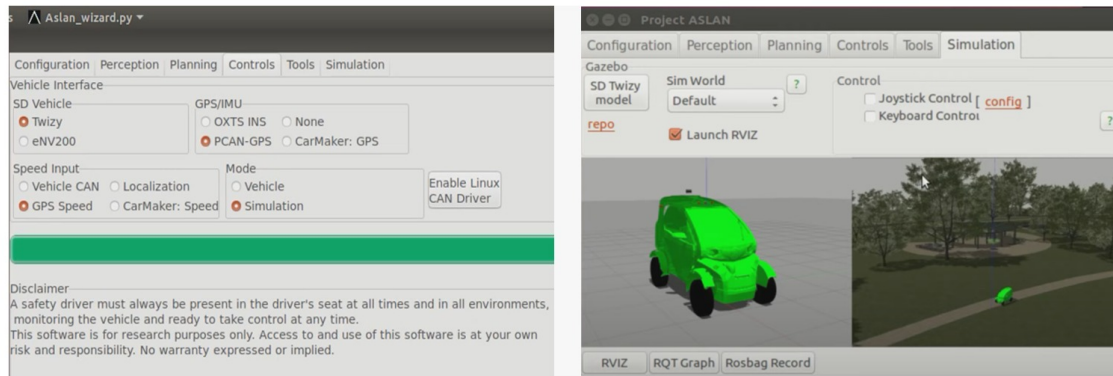 s Aslan_wizard.py
Configuration Perception Planning Controls Tools Simulation
Vehicle Interface
SD Vehicle
Twizy
eNV200
GPS/IMU
OXTS INS None
PCAN-GPS CarMaker: GPS
Speed Input
Vehicle CAN Localization
GPS Speed CarMaker: Speed
Mode
Vehicle
Simulation
Enable Linux
CAN Driver
Disclaimer
A safety driver must always be present in the driver's seat at all times and in all environments,
monitoring the vehicle and ready to take control at any time.
This software is for research purposes only. Access to and use of this software is at your own
risk and responsibility. No warranty expressed or implied.
Project ASLAN
Configuration Perception Planning Controls Tools Simulation
Gazebo
SD Twizy
model
repo
Sim World
Default
?
Launch RVIZ
Control
Joystick Control [ config ]
Keyboard Control
?
RVIZ RQT Graph Rosbag Record